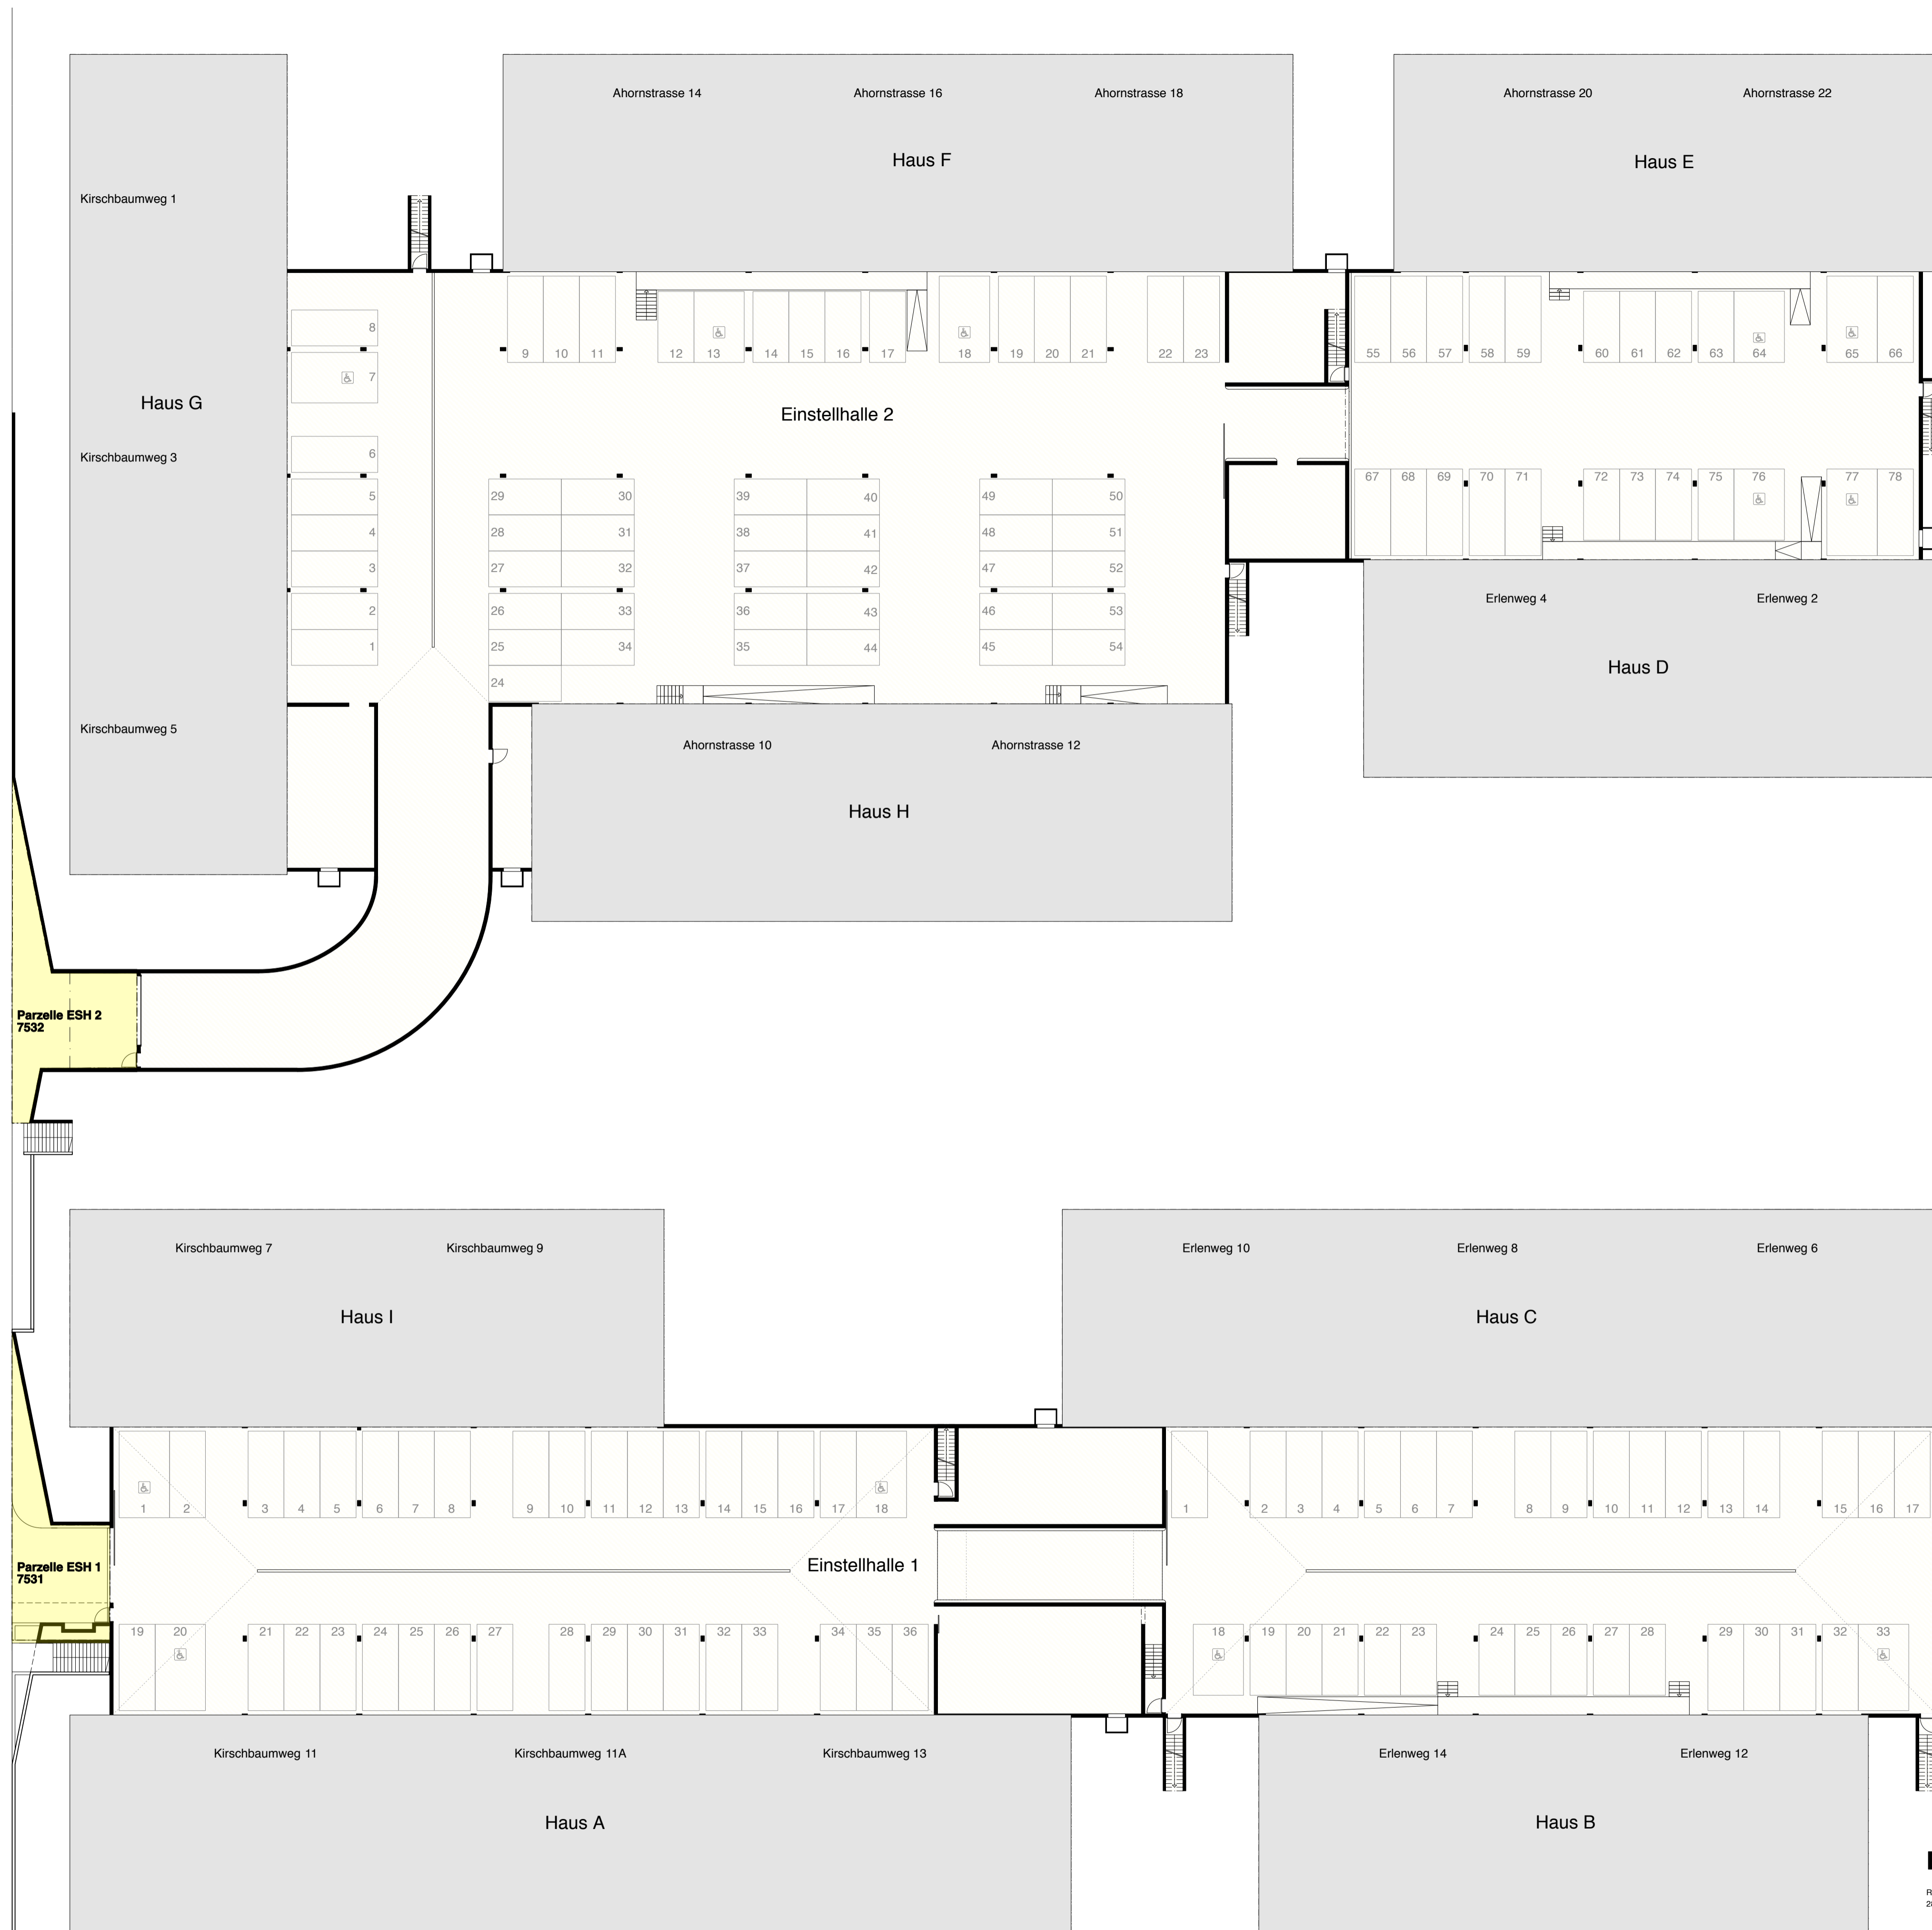 Ahornstrasse 14 Ahornstrasse 16 Ahornstrasse 18
Haus F
Ahornstrasse 20 Ahornstrasse 22
Haus E
Kirschbaumweg 1
Haus G
Kirschbaumweg 3
Kirschbaumweg 5
8
7
6
5
4
3
2
1
9 10 11 12 13 14 15 16 17 18 19 20 21 22 23
Einstellhalle 2
29 30 39 40 49 50
28 31 38 41 48 51
27 32 37 42 47 52
26 33 36 43 46 53
25 34 35 44 45 54
24
55 56 57 58 59 60 61 62 63 64 65 66
67 68 69 70 71 72 73 74 75 76 77 78
Erlenweg 4 Erlenweg 2
Haus D
Ahornstrasse 10 Ahornstrasse 12
Haus H
Parzelle ESH 2
7532
Kirschbaumweg 7 Kirschbaumweg 9
Haus I
Erlenweg 10 Erlenweg 8 Erlenweg 6
Haus C
1 2 3 4 5 6 7 8 9 10 11 12 13 14 15 16 17 18
1 2 3 4 5 6 7 8 9 10 11 12 13 14 15 16 17
Parzelle ESH 1
7531
Einstellhalle 1
19 20 21 22 23 24 25 26 27 28 29 30 31 32 33 34 35 36
18 19 20 21 22 23 24 25 26 27 28 29 30 31 32 33
Kirschbaumweg 11 Kirschbaumweg 11A Kirschbaumweg 13
Haus A
Erlenweg 14 Erlenweg 12
Haus B